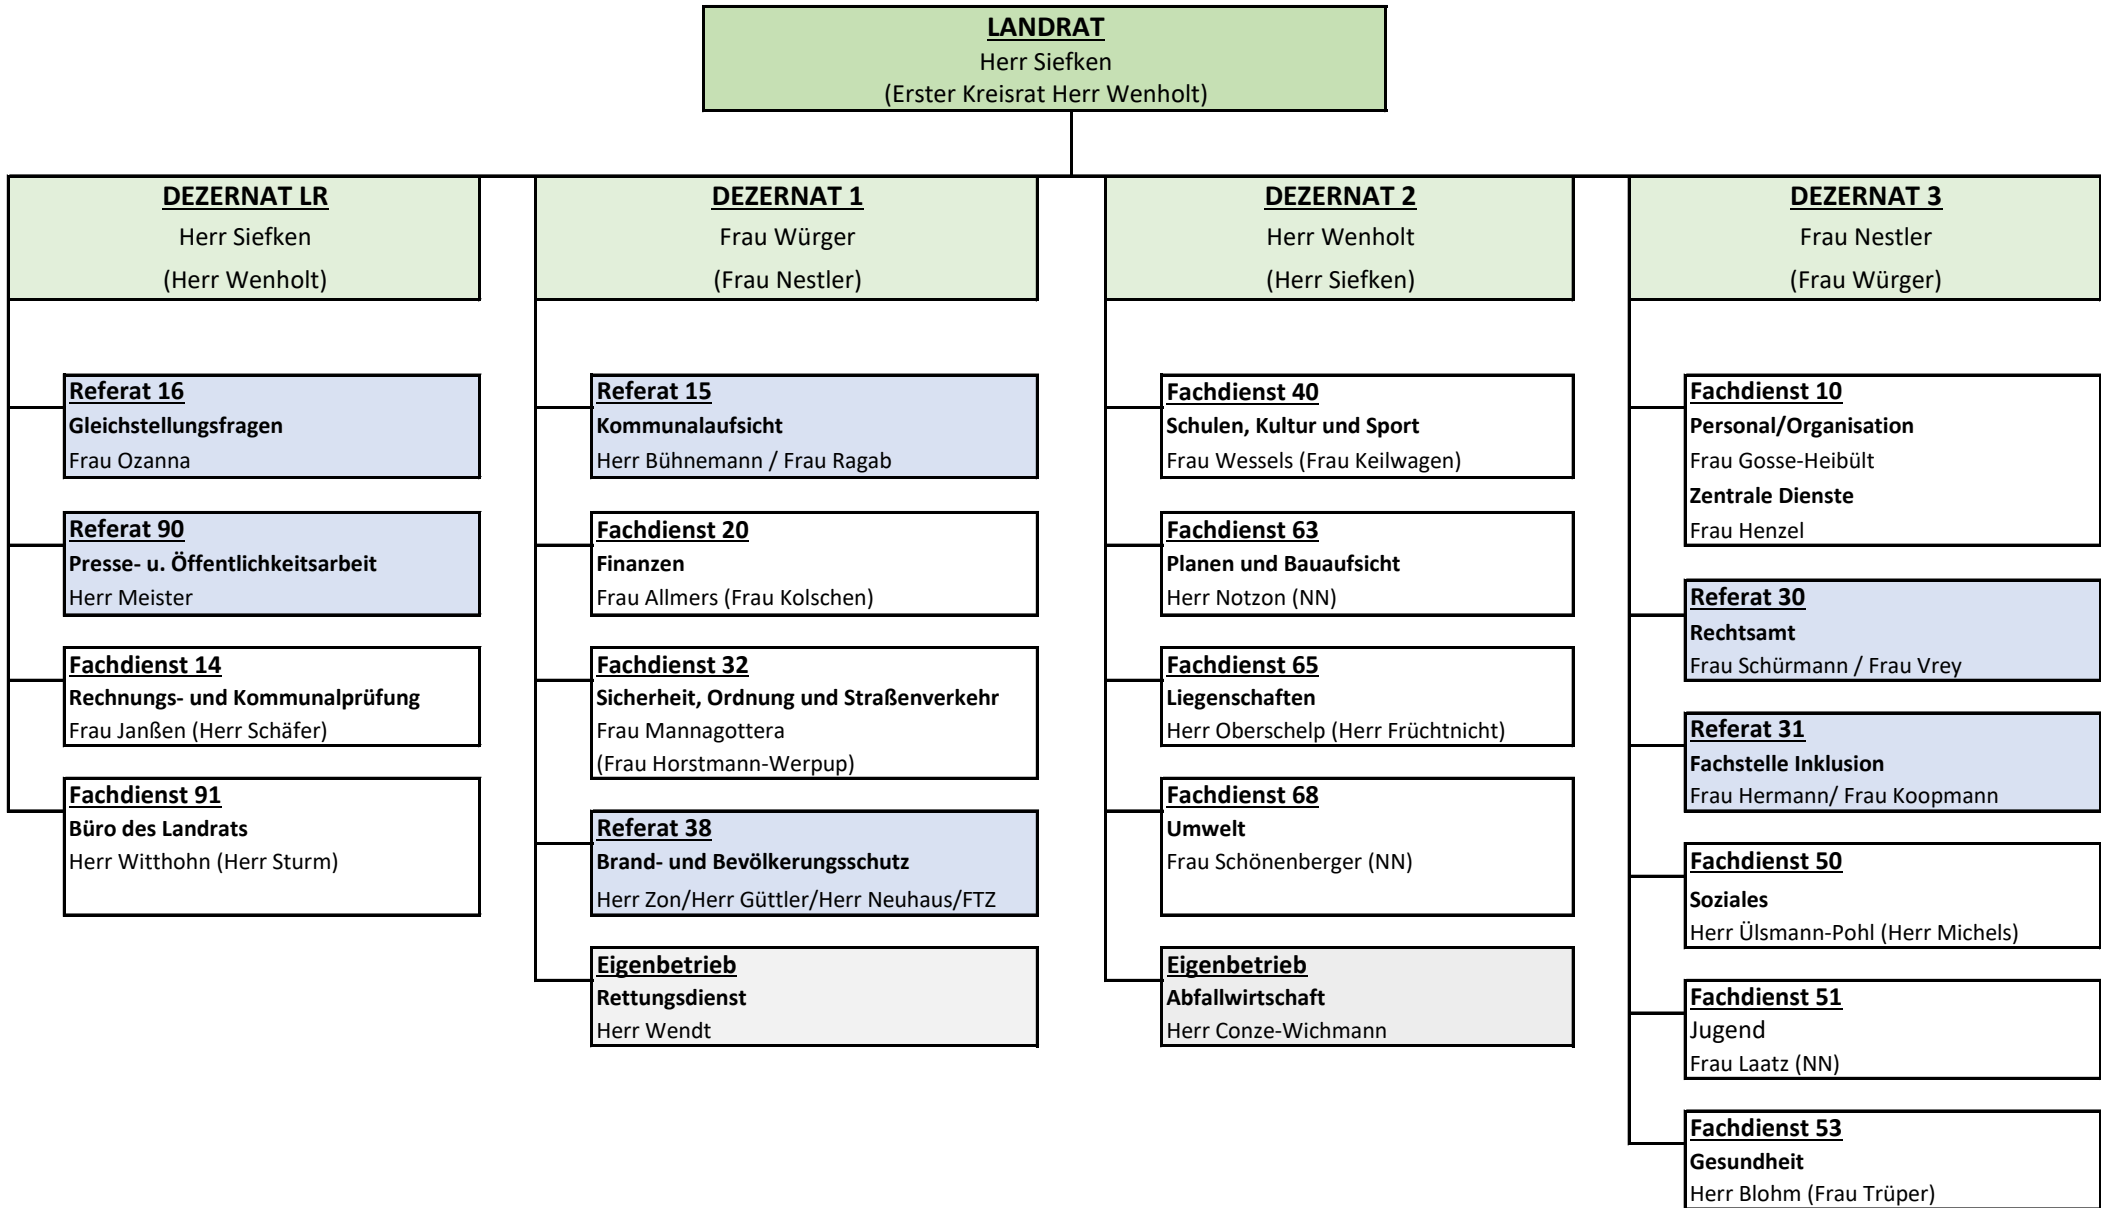 LANDRAT
Herr Siefken
(Erster Kreisrat Herr Wenholt)
DEZERNAT LR
Herr Siefken
(Herr Wenholt)
Referat 16
Gleichstellungsfragen
Frau Ozanna
Referat 90
Presse- u. Öffentlichkeitsarbeit
Herr Meister
Fachdienst 14
Rechnungs- und Kommunalprüfung
Frau Janßen (Herr Schäfer)
Fachdienst 91
Büro des Landrats
Herr Witthohn (Herr Sturm)
DEZERNAT 1
Frau Würger
(Frau Nestler)
Referat 15
Kommunalaufsicht
Herr Bühnemann / Frau Ragab
Fachdienst 20
Finanzen
Frau Allmers (Frau Kolschen)
Fachdienst 32
Sicherheit, Ordnung und Straßenverkehr
Frau Mannagottera
(Frau Horstmann-Werpup)
Referat 38
Brand- und Bevölkerungsschutz
Herr Zon/Herr Güttler/Herr Neuhaus/FTZ
Eigenbetrieb
Rettungsdienst
Herr Wendt
DEZERNAT 2
Herr Wenholt
(Herr Siefken)
Fachdienst 40
Schulen, Kultur und Sport
Frau Wessels (Frau Keilwagen)
Fachdienst 63
Planen und Bauaufsicht
Herr Notzon (NN)
Fachdienst 65
Liegenschaften
Herr Oberschelp (Herr Früchtnicht)
Fachdienst 68
Umwelt
Frau Schönenberger (NN)
Eigenbetrieb
Abfallwirtschaft
Herr Conze-Wichmann
DEZERNAT 3
Frau Nestler
(Frau Würger)
Fachdienst 10
Personal/Organisation
Frau Gosse-Heibült
Zentrale Dienste
Frau Henzel
Referat 30
Rechtsamt
Frau Schürmann / Frau Vrey
Referat 31
Fachstelle Inklusion
Frau Hermann/ Frau Koopmann
Fachdienst 50
Soziales
Herr Ülsmann-Pohl (Herr Michels)
Fachdienst 51
Jugend
Frau Laatz (NN)
Fachdienst 53
Gesundheit
Herr Blohm (Frau Trüper)